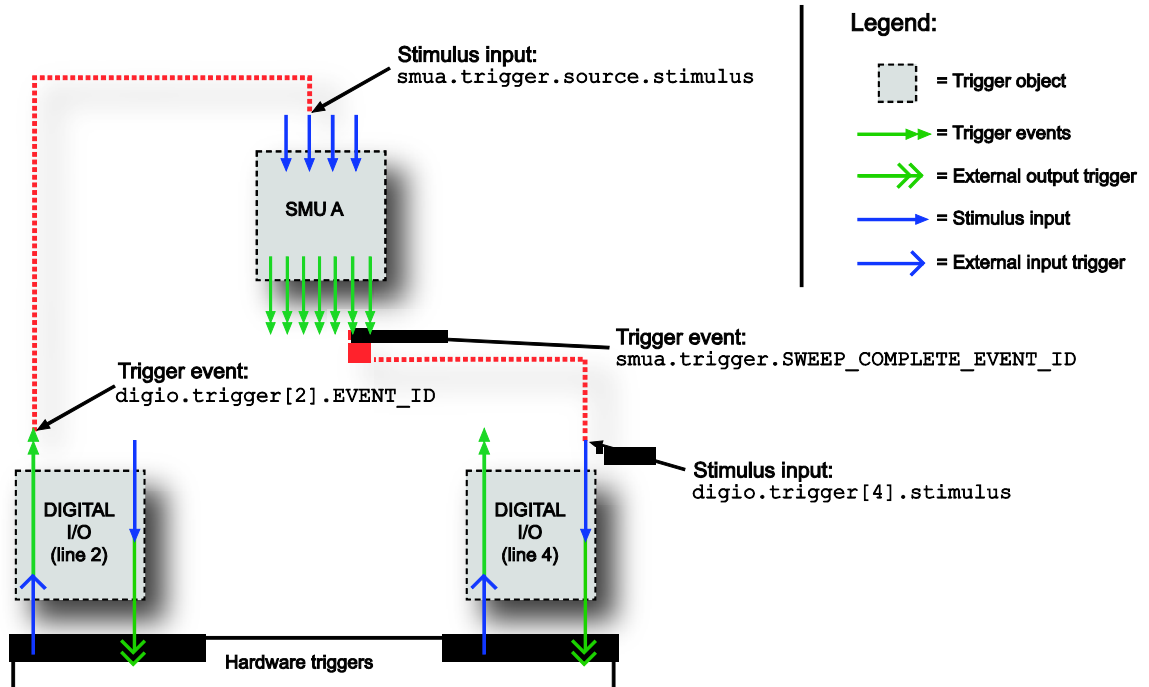 Legend:
= Trigger object
= Trigger events
= External output trigger
= Stimulus input
= External input trigger
Stimulus input:
smua.trigger.source.stimulus
SMU A
Trigger event:
smua.trigger.SWEEP_COMPLETE_EVENT_ID
Trigger event:
digio.trigger[2].EVENT_ID
Stimulus input:
digio.trigger[4].stimulus
DIGITAL
I/O
(line 2)
DIGITAL
I/O
(line 4)
Hardware triggers